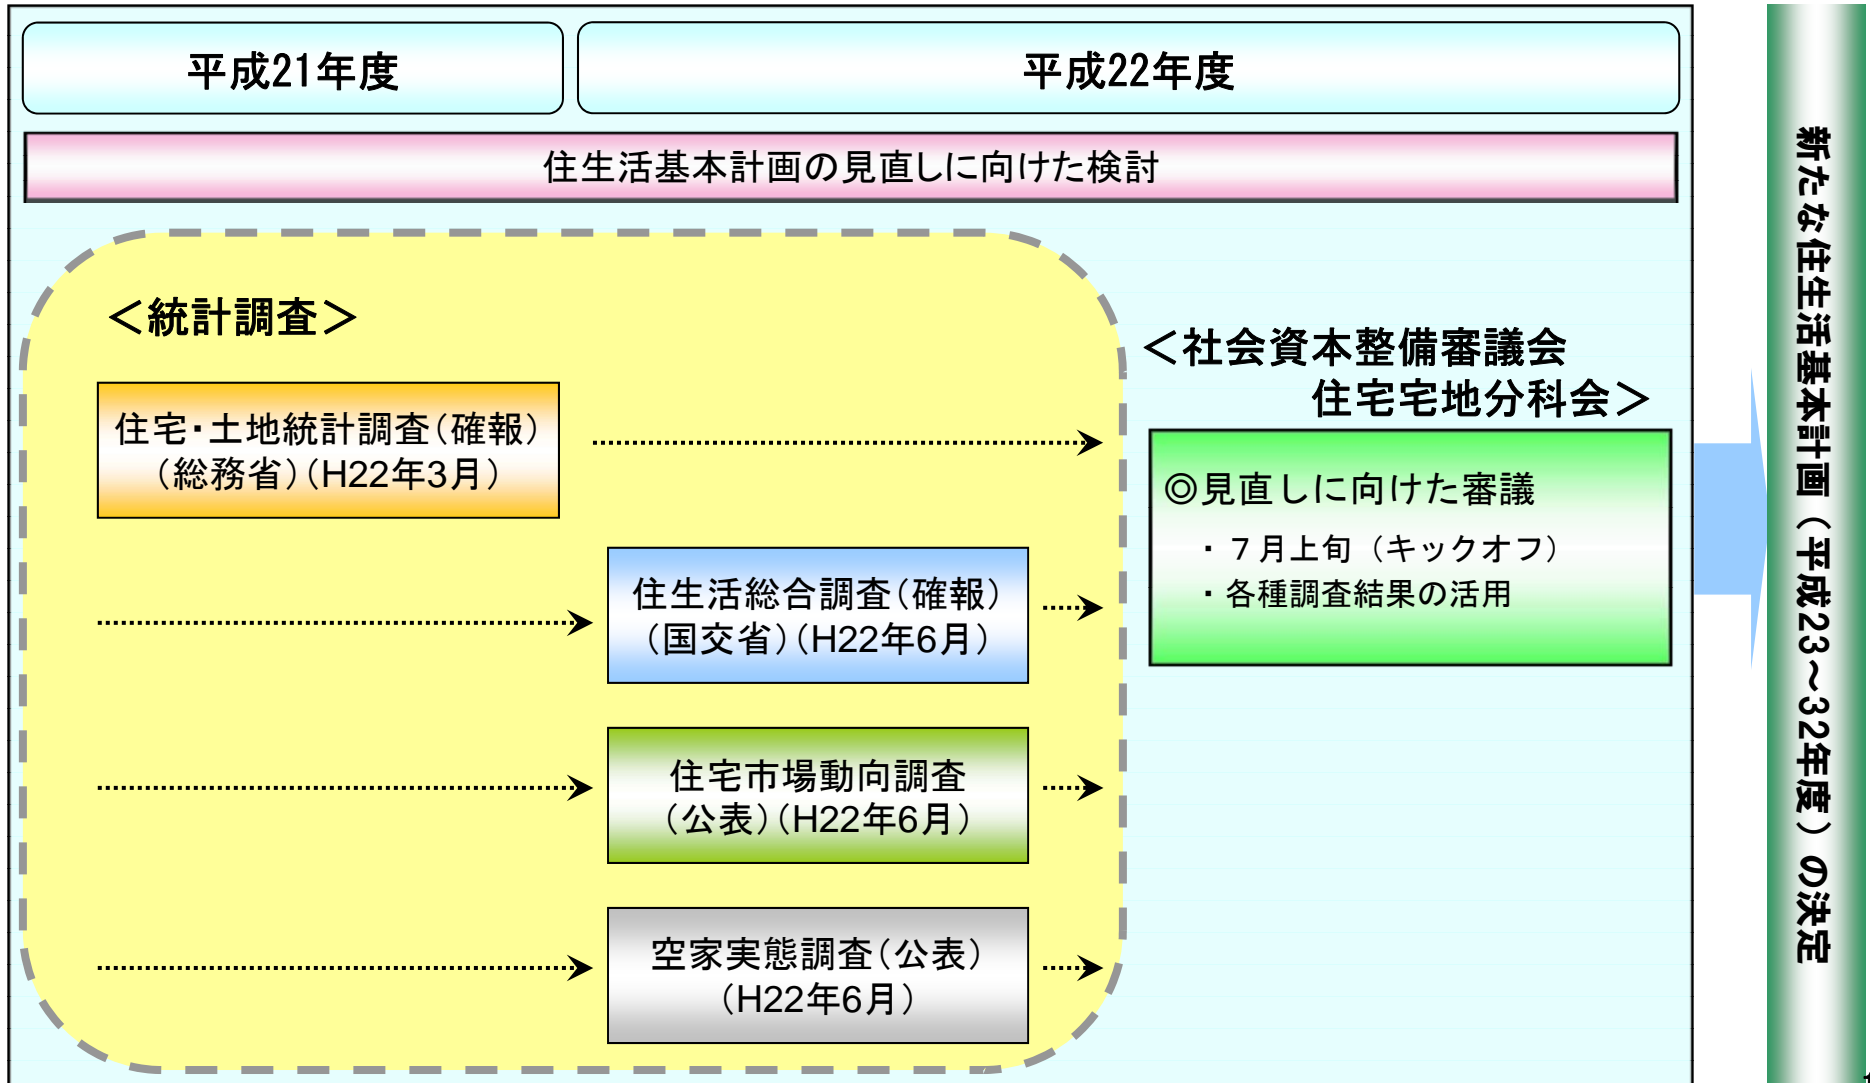 平成21年度
平成22年度
住生活基本計画の見直しに向けた検討
＜統計調査＞
住宅・土地統計調査（確報）
（総務省）（H22年3月）
住生活総合調査（確報）
（国交省）（H22年6月）
住宅市場動向調査
（公表）（H22年6月）
空家実態調査（公表）
（H22年6月）
＜社会資本整備審議会
住宅宅地分科会＞
◎見直しに向けた審議
・７月上旬（キックオフ）
・各種調査結果の活用
新たな住生活基本計画（平成23～32年度）の決定